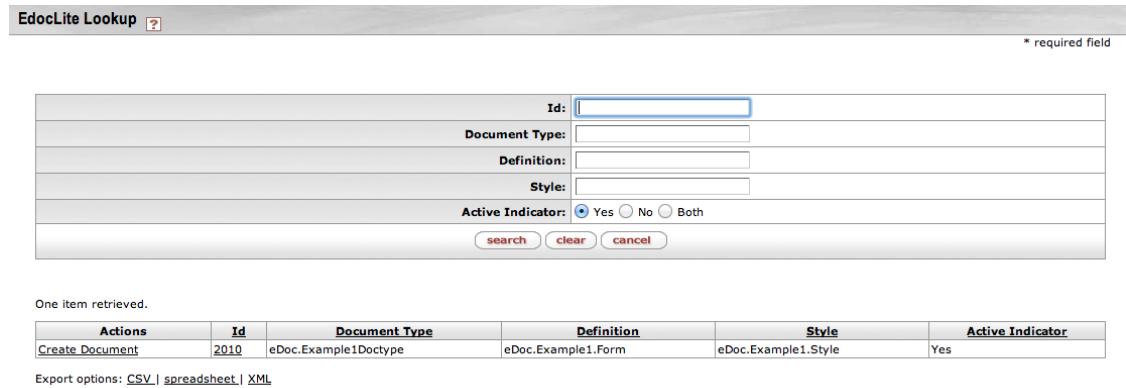 EdocLite Lookup ?
* required field
Id:
Document Type:
Definition:
Style:
Active Indicator: Yes No Both
search clear cancel
One item retrieved.
Actions Id Document Type Definition Style Active Indicator
Create Document 2010 eDoc.Example1Doctype eDoc.Example1.Form eDoc.Example1.Style Yes
Export options: CSV | spreadsheet | XML